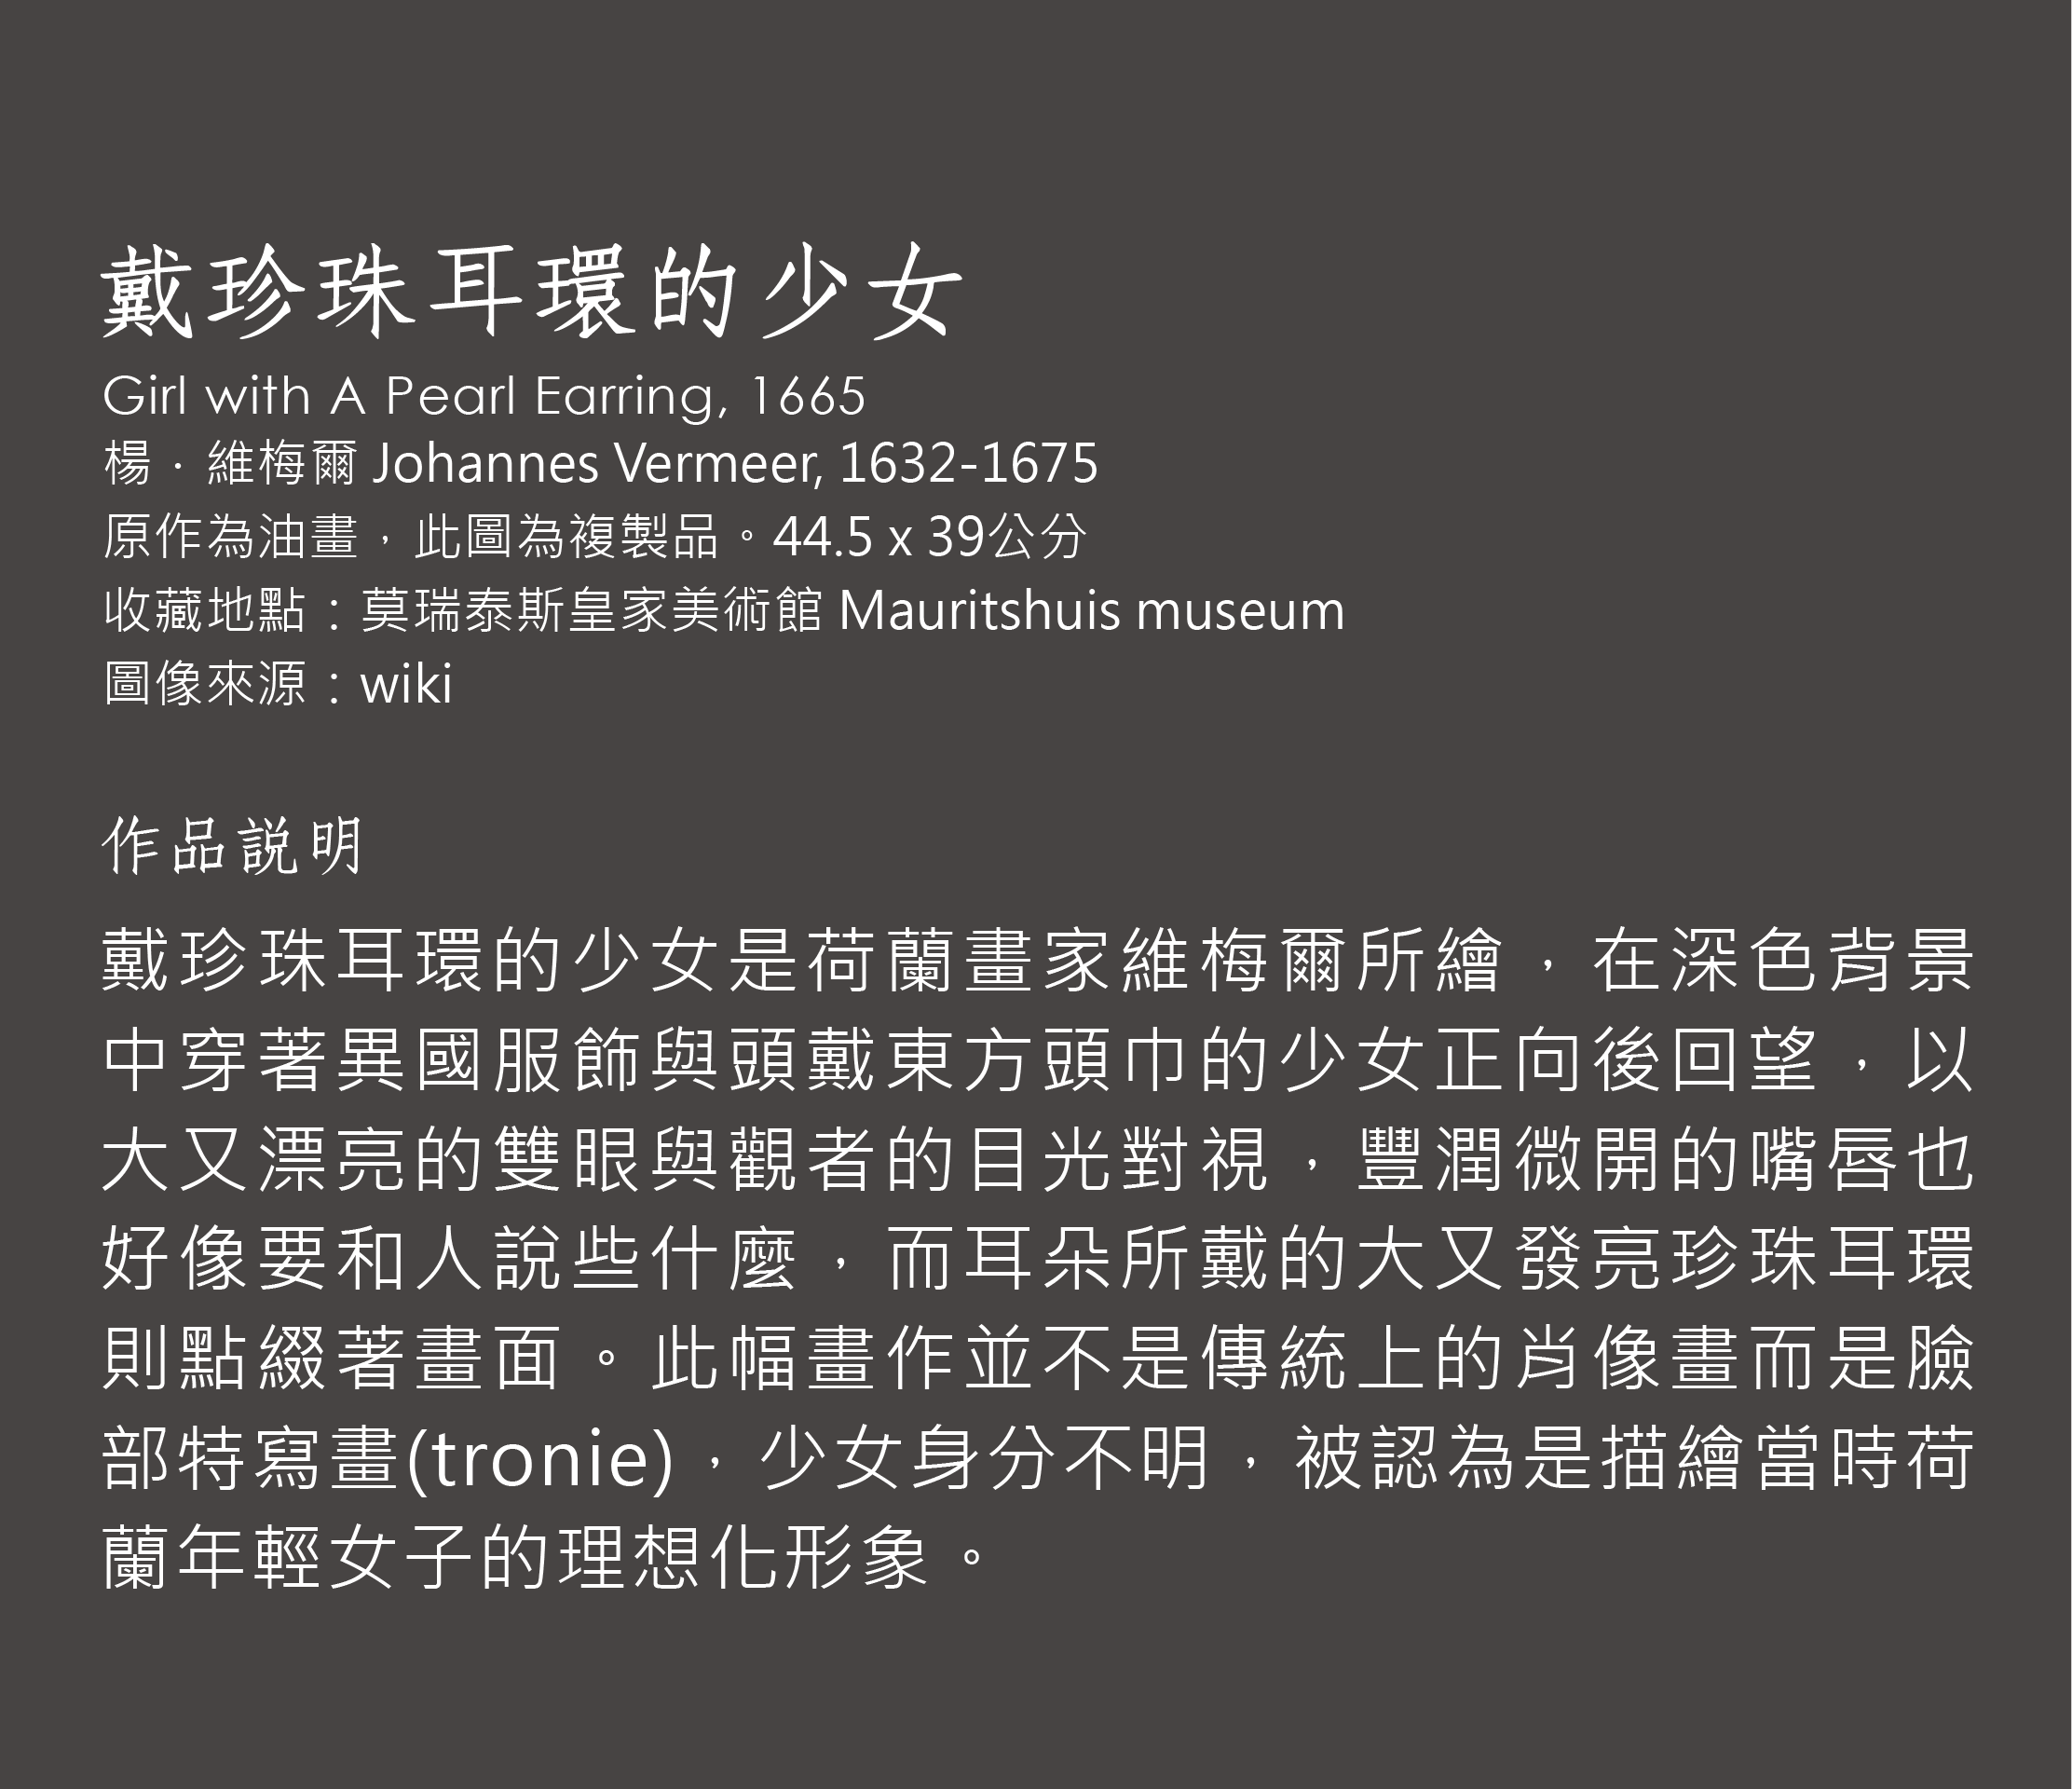 戴珍珠耳環的少女
Girl with A Pearl Earring, 1665
楊．維梅爾 Johannes Vermeer, 1632-1675
原作為油畫，此圖為複製品。44.5 x 39公分
收藏地點：莫瑞泰斯皇家美術館 Mauritshuis museum
圖像來源：wiki
作品說明
戴珍珠耳環的少女是荷蘭畫家維梅爾所繪，在深色背景
中穿著異國服飾與頭戴東方頭巾的少女正向後回望，以
大又漂亮的雙眼與觀者的目光對視，豐潤微開的嘴唇也
好像要和人說些什麼，而耳朵所戴的大又發亮珍珠耳環
則點綴著畫面。此幅畫作並不是傳統上的肖像畫而是臉
部特寫畫(tronie)，少女身分不明，被認為是描繪當時荷
蘭年輕女子的理想化形象。